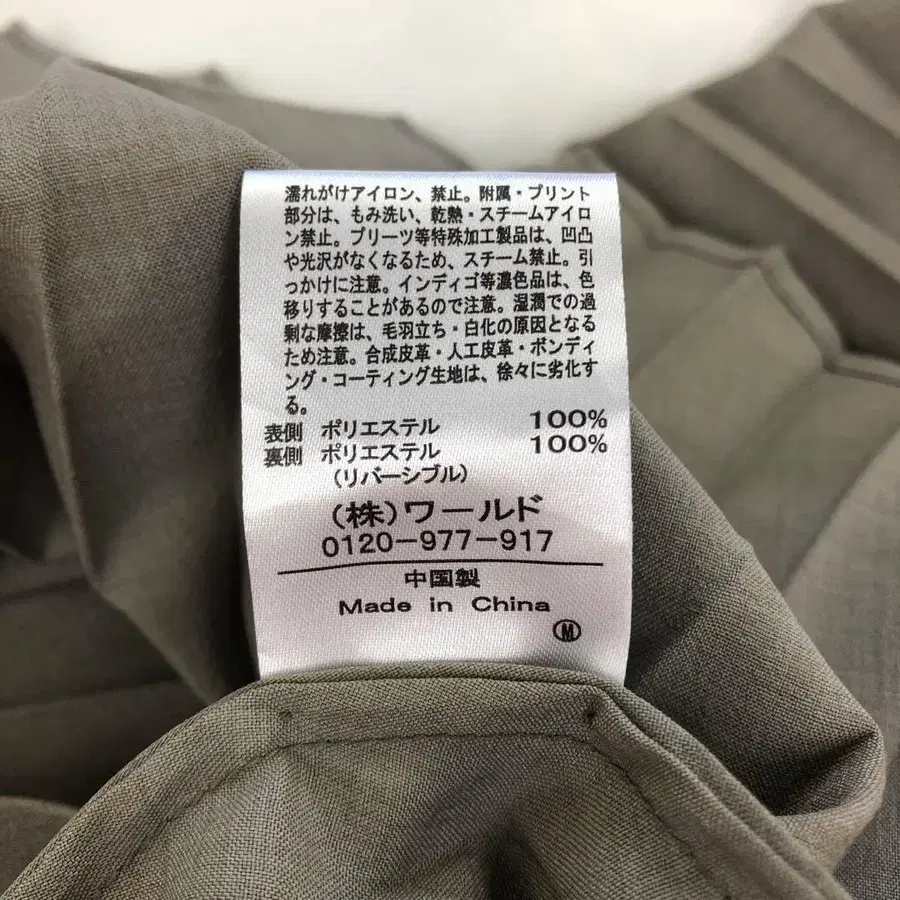 濡れがけアイロン、禁止。附属・プリント
部分は、もみ洗い、乾熱・スチームアイロ
ン禁止。プリーツ等特殊加工製品は、凹凸
や光沢がなくなるため、スチーム禁止。引
っかけに注意。インディゴ等濃色品は、色
移りすることがあるので注意。湿潤での過
剰な摩擦は、毛羽立ち・白化の原因となる
ため注意。合成皮革・人工皮革・ボンディ
ング・コーティング生地は、徐々に劣化す
る。
表側 ポリエステル 100%
裏側 ポリエステル 100%
(リバーシブル)
(株)ワールド
0120-977-917
中国製
Made in China
Ⓜ